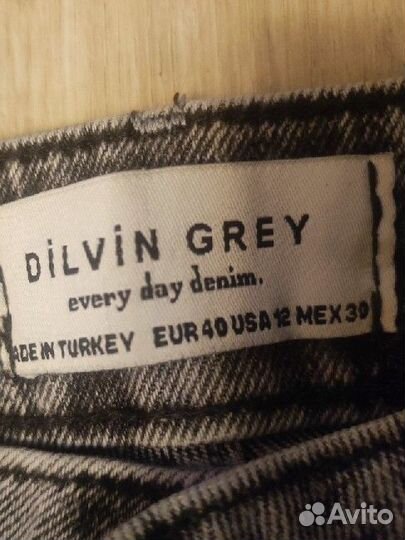 DİLVİN GREY
every day denim.
ADE IN TURKEY EUR 40 USA 12 MEX 30
Avito